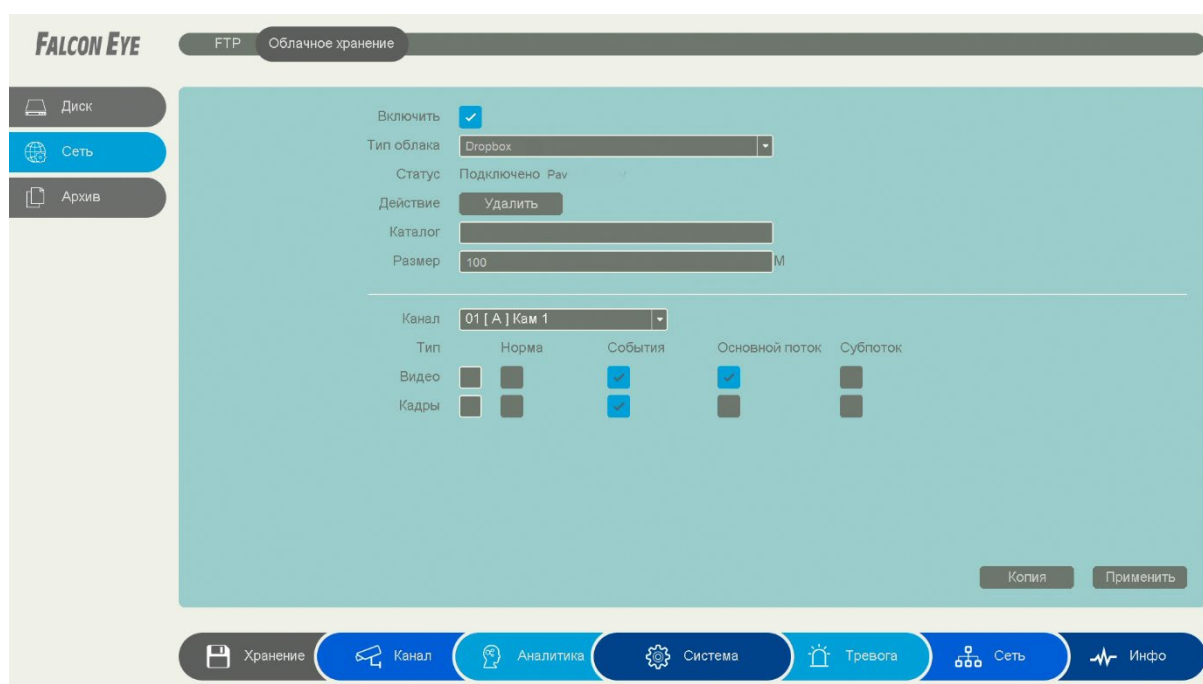 FALCON EYE
FTP Облачное хранение
Диск
Сеть
Архив
Включить
Тип облака Dropbox
Статус Подключено Pav
Действие Удалить
Каталог
Размер 100 M
Канал 01 [ A ] Кам 1
Тип Норма События Основной поток Субпоток
Видео
Кадры
Копия Применить
Хранение Канал Аналитика Система Тревога Сеть Инфо